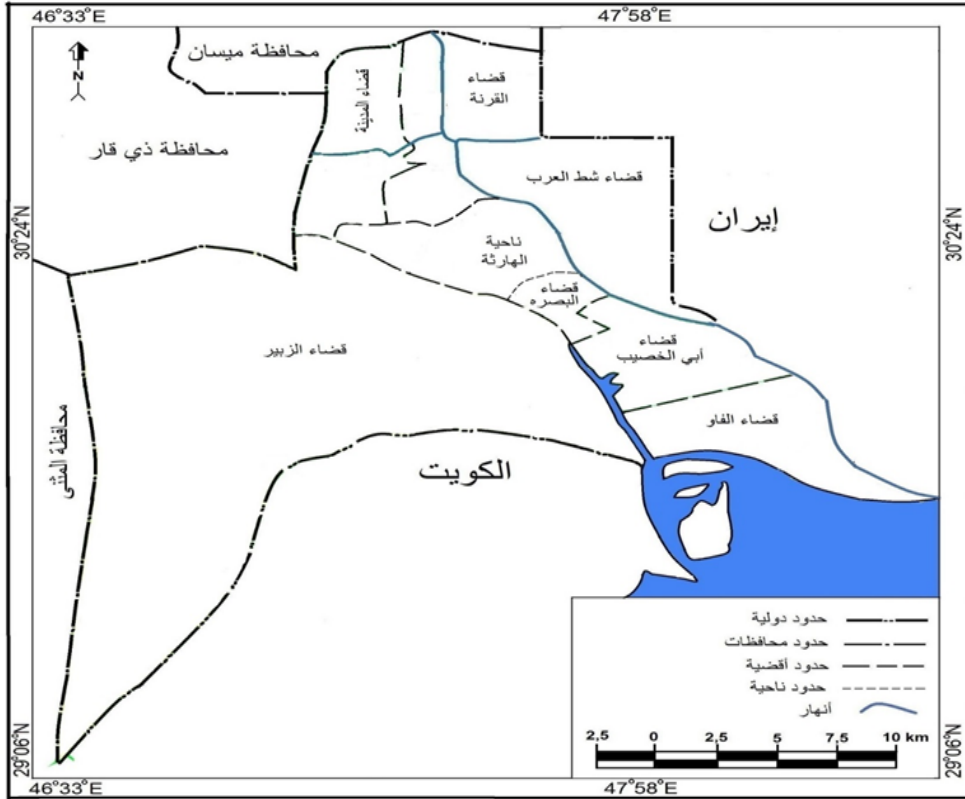 46°33'E
47°58'E
N
محافظة ميسان
قضاء المدينة
قضاء
القرنة
محافظة ذي قار
قضاء شط العرب
إيران
30°24'N
30°24'N
ناحية
الهارثة
قضاء
البصره
قضاء الزبير
قضاء
أبي الخصيب
قضاء الفاو
محافظة المثنى
الكويت
حدود دولية
حدود محافظات
حدود أقضية
حدود ناحية
أنهار
2,5 0 2,5 5 7,5 10 km
29°06'N
29°06'N
46°33'E
47°58'E